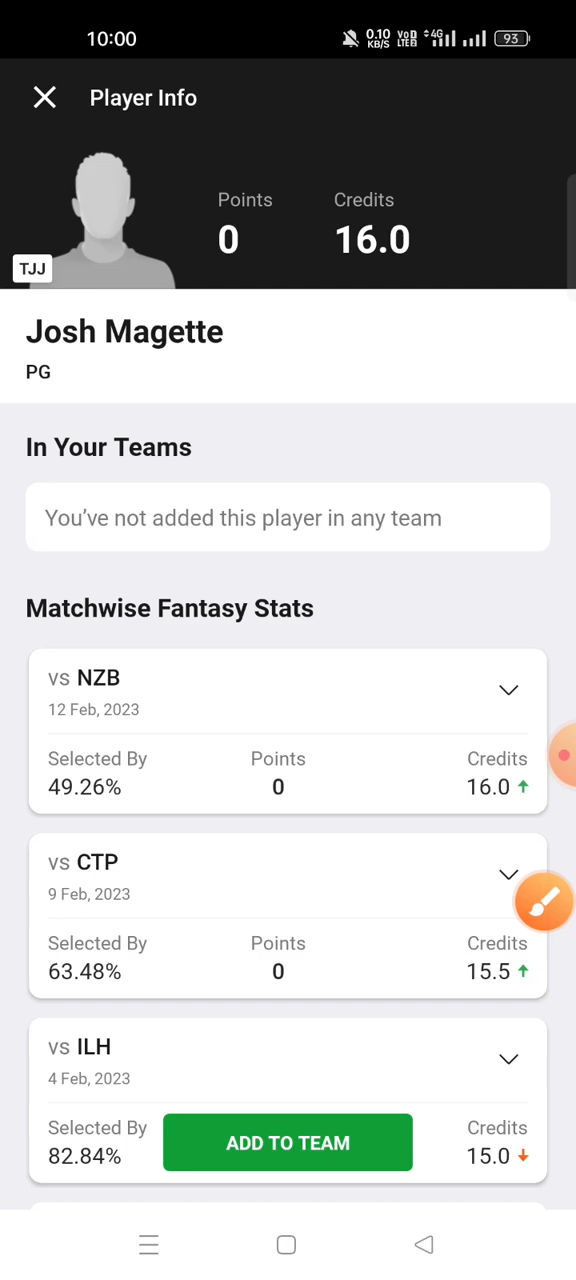 10:00
0.10 KB/S VoD LTE2 4G 93
Player Info
Points Credits
0 16.0
TJJ
Josh Magette
PG
In Your Teams
You’ve not added this player in any team
Matchwise Fantasy Stats
vs NZB
12 Feb, 2023
Selected By Points Credits
49.26% 0 16.0
vs CTP
9 Feb, 2023
Selected By Points Credits
63.48% 0 15.5
vs ILH
4 Feb, 2023
Selected By Credits
82.84% 15.0
ADD TO TEAM